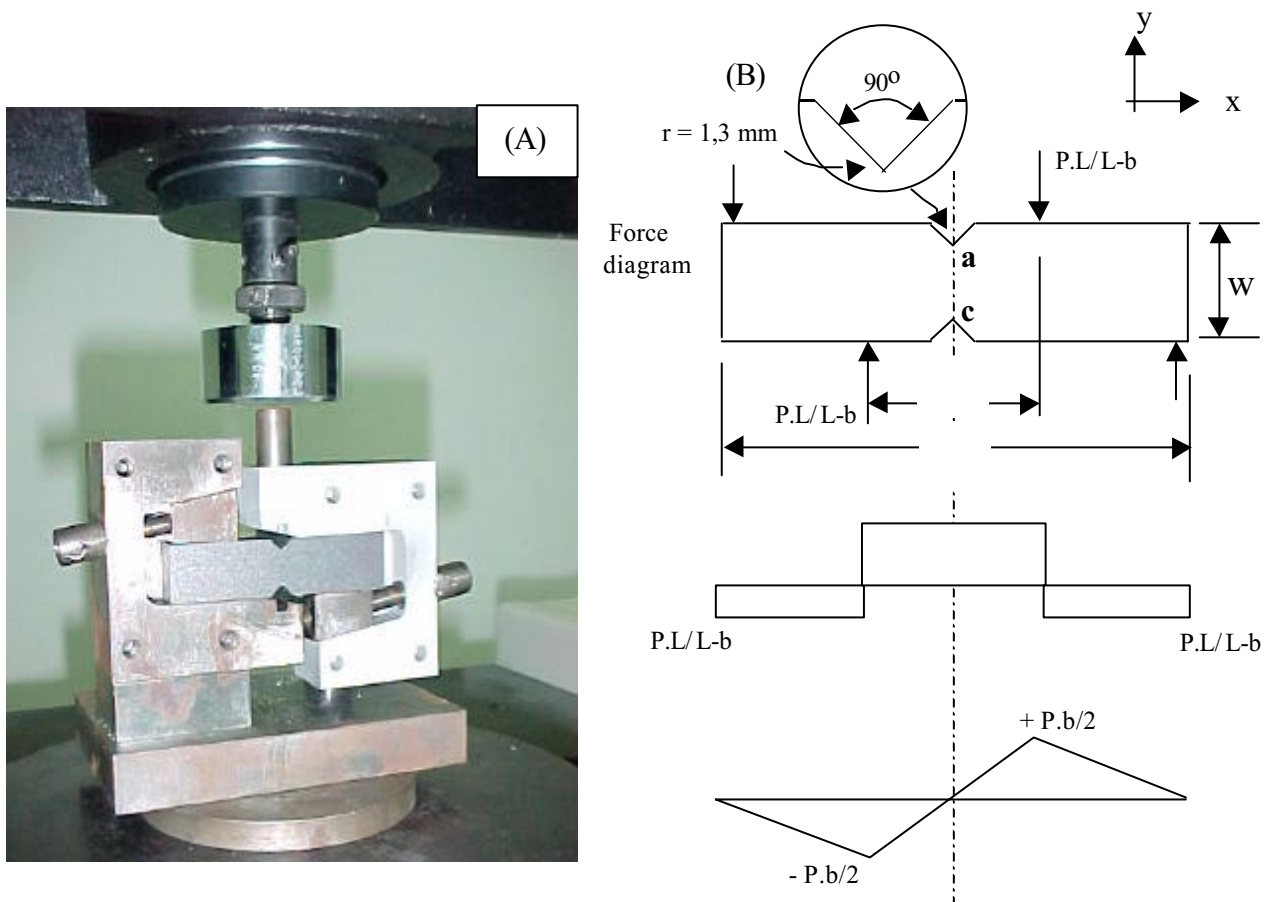 (A)
(B)
y
x
90º
r = 1,3 mm
P.L/L-b
Force
diagram
a
c
W
P.L/L-b
P.L/L-b
P.L/L-b
+ P.b/2
- P.b/2